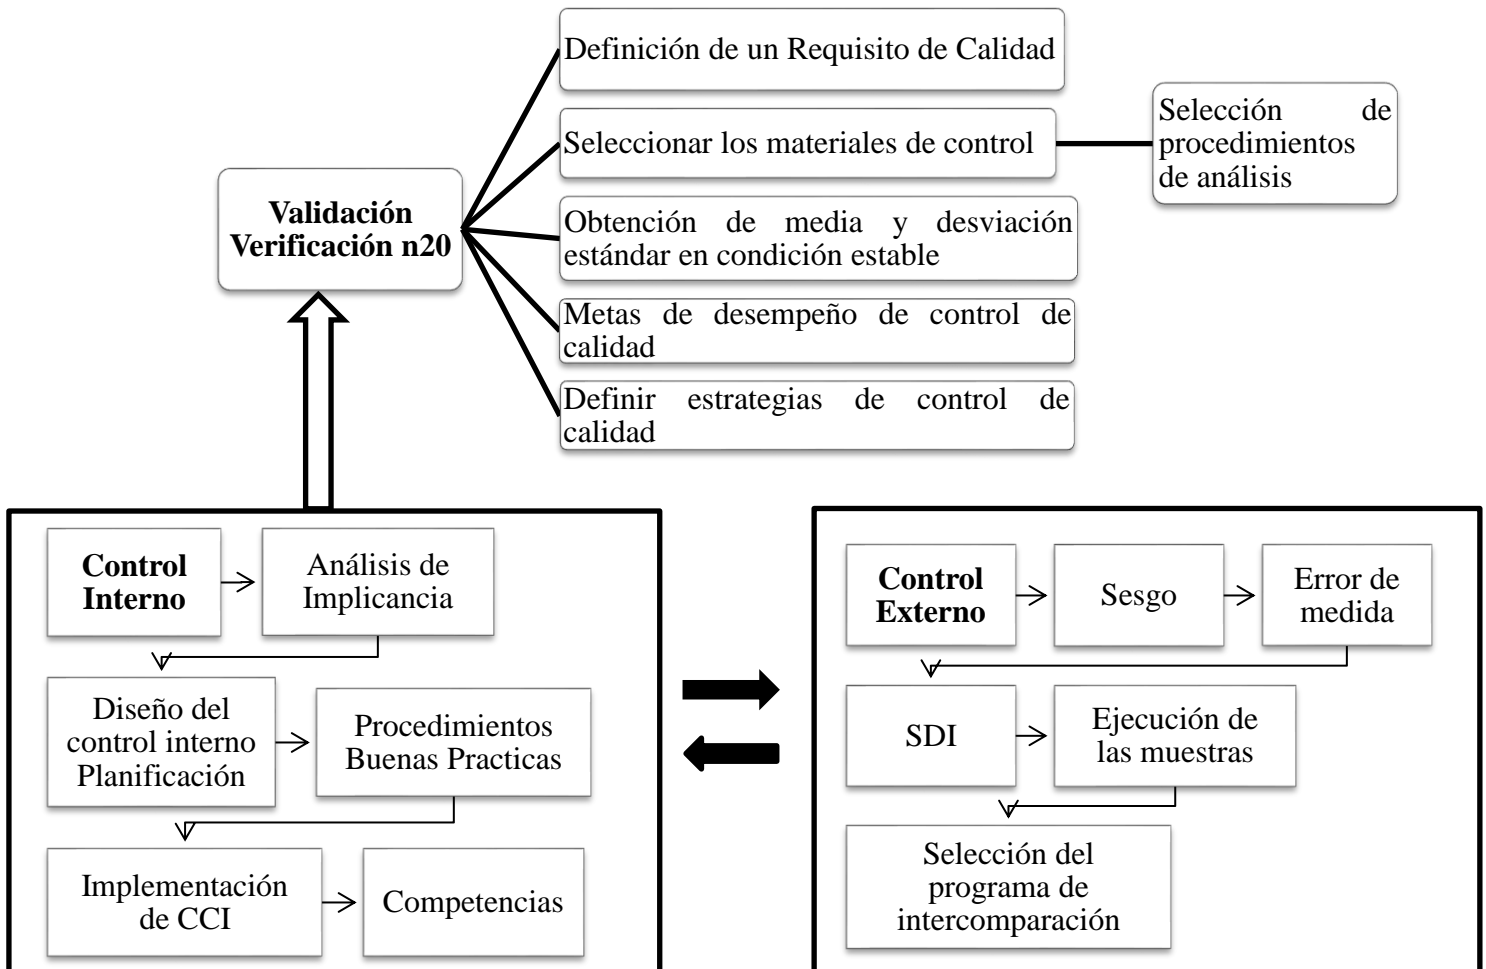 Definición de un Requisito de Calidad
Seleccionar los materiales de control
Selección de
procedimientos
de análisis
Validación
Verificación n20
Obtención de media y desviación
estándar en condición estable
Metas de desempeño de control de
calidad
Definir estrategias de control de
calidad
Control
Interno
Análisis de
Implicancia
Diseño del
control interno
Planificación
Procedimientos
Buenas Practicas
Implementación
de CCI
Competencias
Control
Externo
Sesgo
Error de
medida
SDI
Ejecución de
las muestras
Selección del
programa de
intercomparación